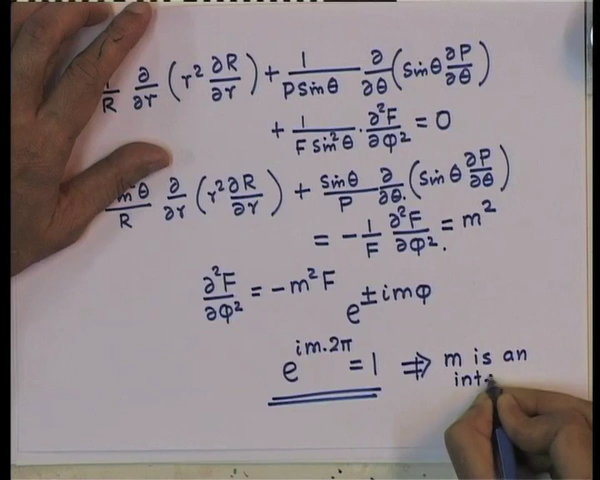 1/R ∂/∂r (r² ∂R/∂r) + 1/(P sinθ) ∂/∂θ (sinθ ∂P/∂θ)
+ 1/(F sin²θ) · ∂²F/∂φ² = 0
sin²θ/R ∂/∂r (r² ∂R/∂r) + sinθ/P ∂/∂θ (sinθ ∂P/∂θ)
= - 1/F ∂²F/∂φ² = m²
∂²F/∂φ² = -m²F e^{±imφ}
e^{im.2π} = 1 ⇒ m is an
int